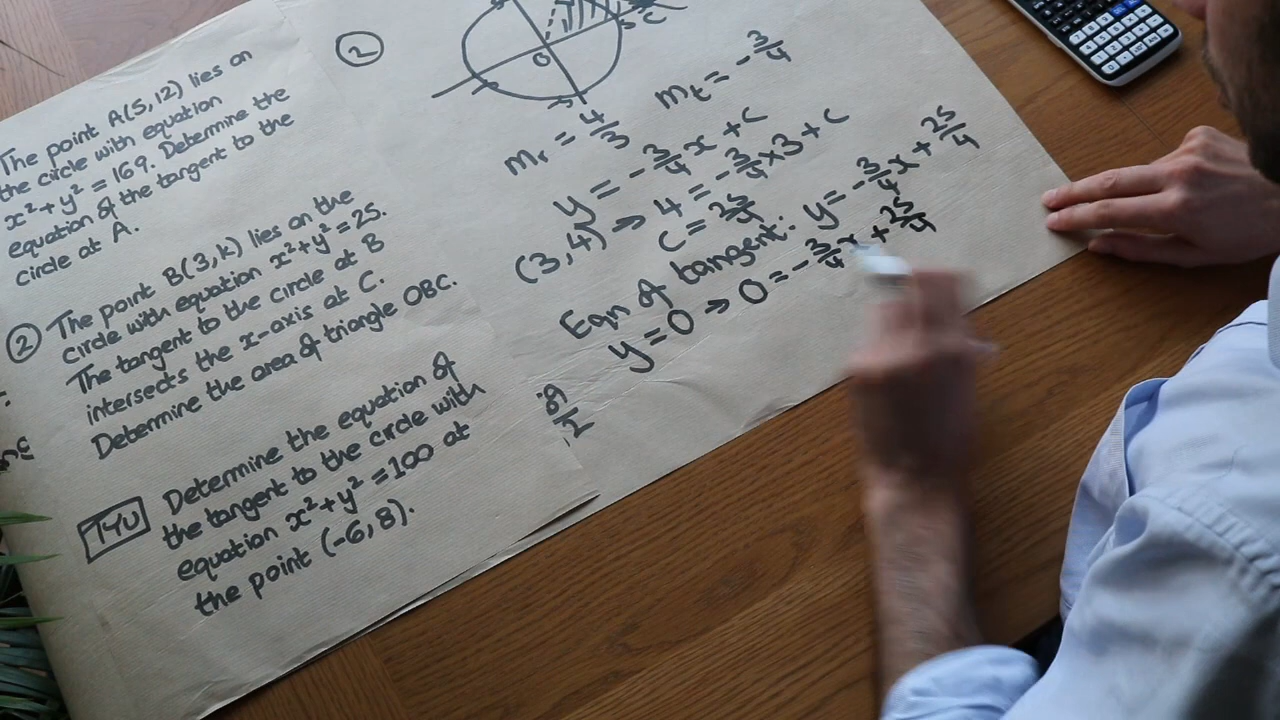 The point A(5,12) lies on
the circle with equation
x²+y² = 169. Determine the
equation of the tangent to the
circle at A.
② The point B(3,k) lies on the
circle with equation x²+y²=25.
The tangent to the circle at B
intersects the x-axis at C.
Determine the area of triangle OBC.
TYU Determine the equation of
the tangent to the circle with
equation x²+y²=100 at
the point (-6,8).
②
O
C
mᵣ = 4/3 mₜ = -3/4
y = -3/4x + c
(3,4) → 4 = -3/4×3+c
c = 25/4
Eqn of tangent: y = -3/4x + 25/4
y=0 → 0 = -3/4x + 25/4